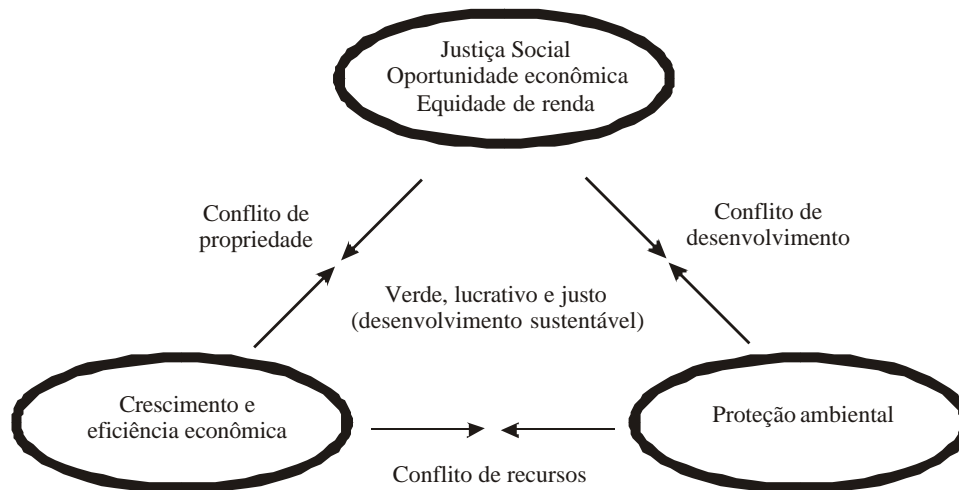 Justiça Social
Oportunidade econômica
Equidade de renda
Conflito de
propriedade
Conflito de
desenvolvimento
Verde, lucrativo e justo
(desenvolvimento sustentável)
Crescimento e
eficiência econômica
Proteção ambiental
Conflito de recursos